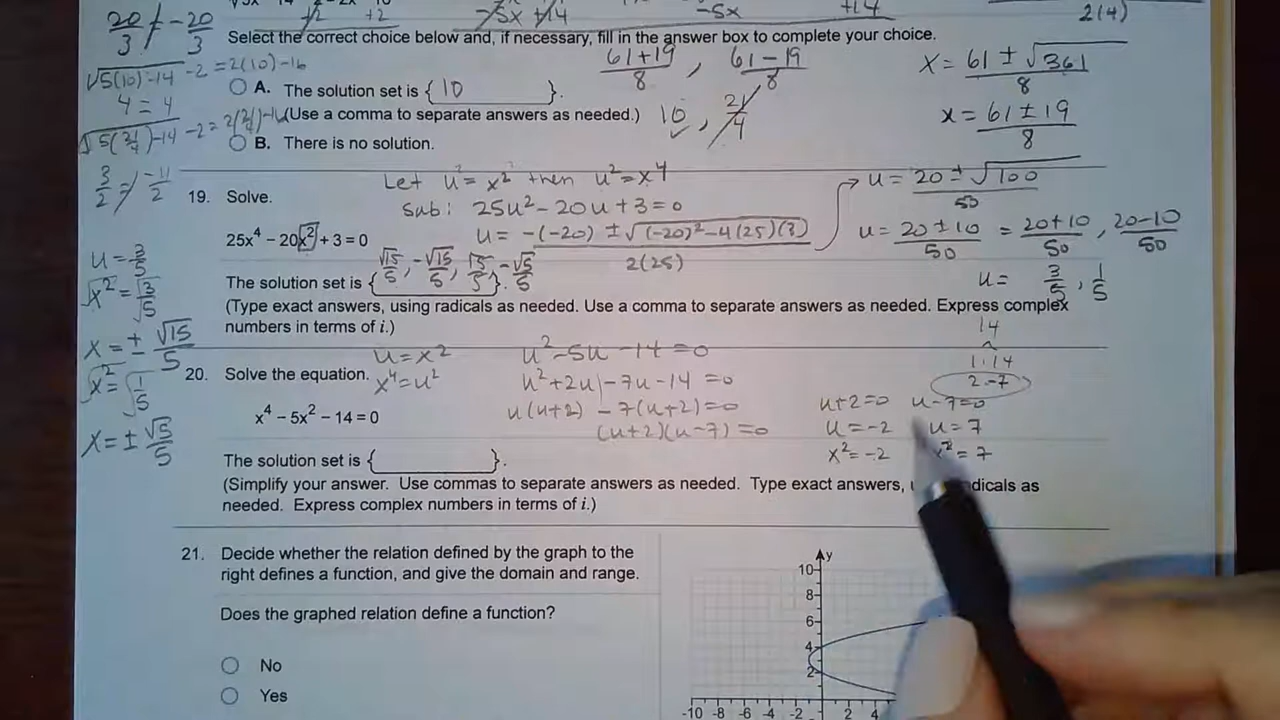 20/3 ≠ -20/3
+2
-5x +14
-5x
+14
2(4)
Select the correct choice below and, if necessary, fill in the answer box to complete your choice.
√5(10)-14 -2 = 2(10)-16
61+19/8 , 61-19/8
x = 61 ± √361/8
A. The solution set is { 10 }.
4 = 4
(Use a comma to separate answers as needed.)
10 , 21/4
x = 61 ± 19/8
B. There is no solution.
3/2 ≠ -11/2
19. Solve.
Let u = x² then u² = x⁴
Sub: 25u² - 20u + 3 = 0
u = 20 ± √100/50
25x⁴ – 20x² + 3 = 0
u = -(-20) ± √(-20)²-4(25)(3)/2(25)
u = 20 ± 10/50 = 20+10/50 , 20-10/50
u = 3/5
√15/5, -√15/5, √5/5, -√5/5
The solution set is { }.
u = 3/5 , 1/5
√x² = √3/√5
(Type exact answers, using radicals as needed. Use a comma to separate answers as needed. Express complex
numbers in terms of i.)
x = ± √15/5
14
1·14
2 -7
√x² = √1/5
x = ± √5/5
20. Solve the equation.
u = x²
x⁴ = u²
u² - 5u - 14 = 0
u² + 2u - 7u - 14 = 0
x⁴ – 5x² – 14 = 0
u(u+2) - 7(u+2) = 0
(u+2)(u-7) = 0
u+2=0 u-7=0
u = -2 u = 7
x² = -2 x² = 7
The solution set is { }.
(Simplify your answer. Use commas to separate answers as needed. Type exact answers, radicals as
needed. Express complex numbers in terms of i.)
21. Decide whether the relation defined by the graph to the
right defines a function, and give the domain and range.
Does the graphed relation define a function?
No
Yes
y
10
8
6
4
2
-10 -8 -6 -4 -2 2 4